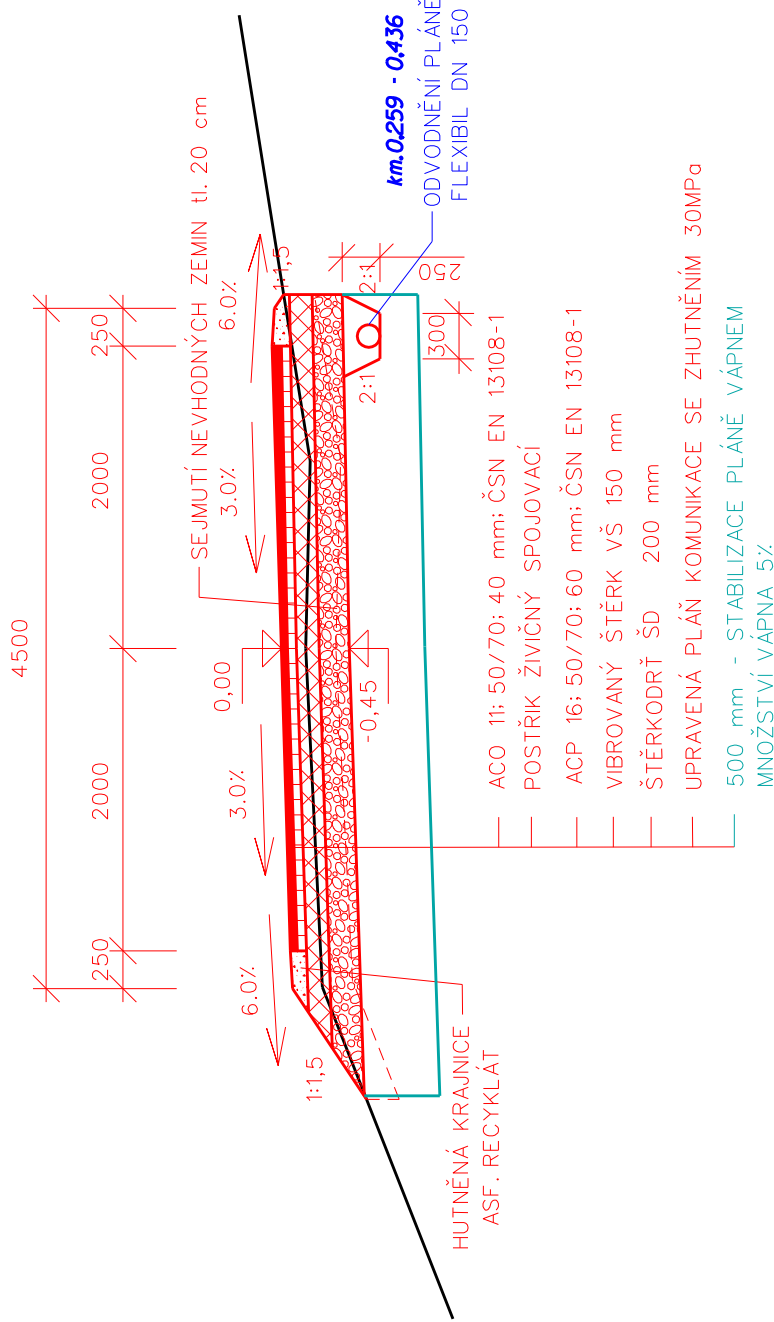 4500
250
2000
2000
250
6.0%
3.0%
3.0%
6.0%
SEJMUTÍ NEVHODNÝCH ZEMIN tl. 20 cm
0,00
-0,45
1:1,5
1:1,5
2:1
2:1
300
250
km.0.259 - 0.436
ODVODNĚNÍ PLÁNĚ
FLEXIBIL DN 150
HUTNĚNÁ KRAJNICE
ASF. RECYKLÁT
ACO 11; 50/70; 40 mm; ČSN EN 13108-1
POSTŘIK ŽIVIČNÝ SPOJOVACÍ
ACP 16; 50/70; 60 mm; ČSN EN 13108-1
VIBROVANÝ ŠTĚRK VŠ 150 mm
ŠTĚRKODRŤ ŠD 200 mm
UPRAVENÁ PLÁŇ KOMUNIKACE SE ZHUTNĚNÍM 30MPa
500 mm - STABILIZACE PLÁNĚ VÁPNEM
MNOŽSTVÍ VÁPNA 5%